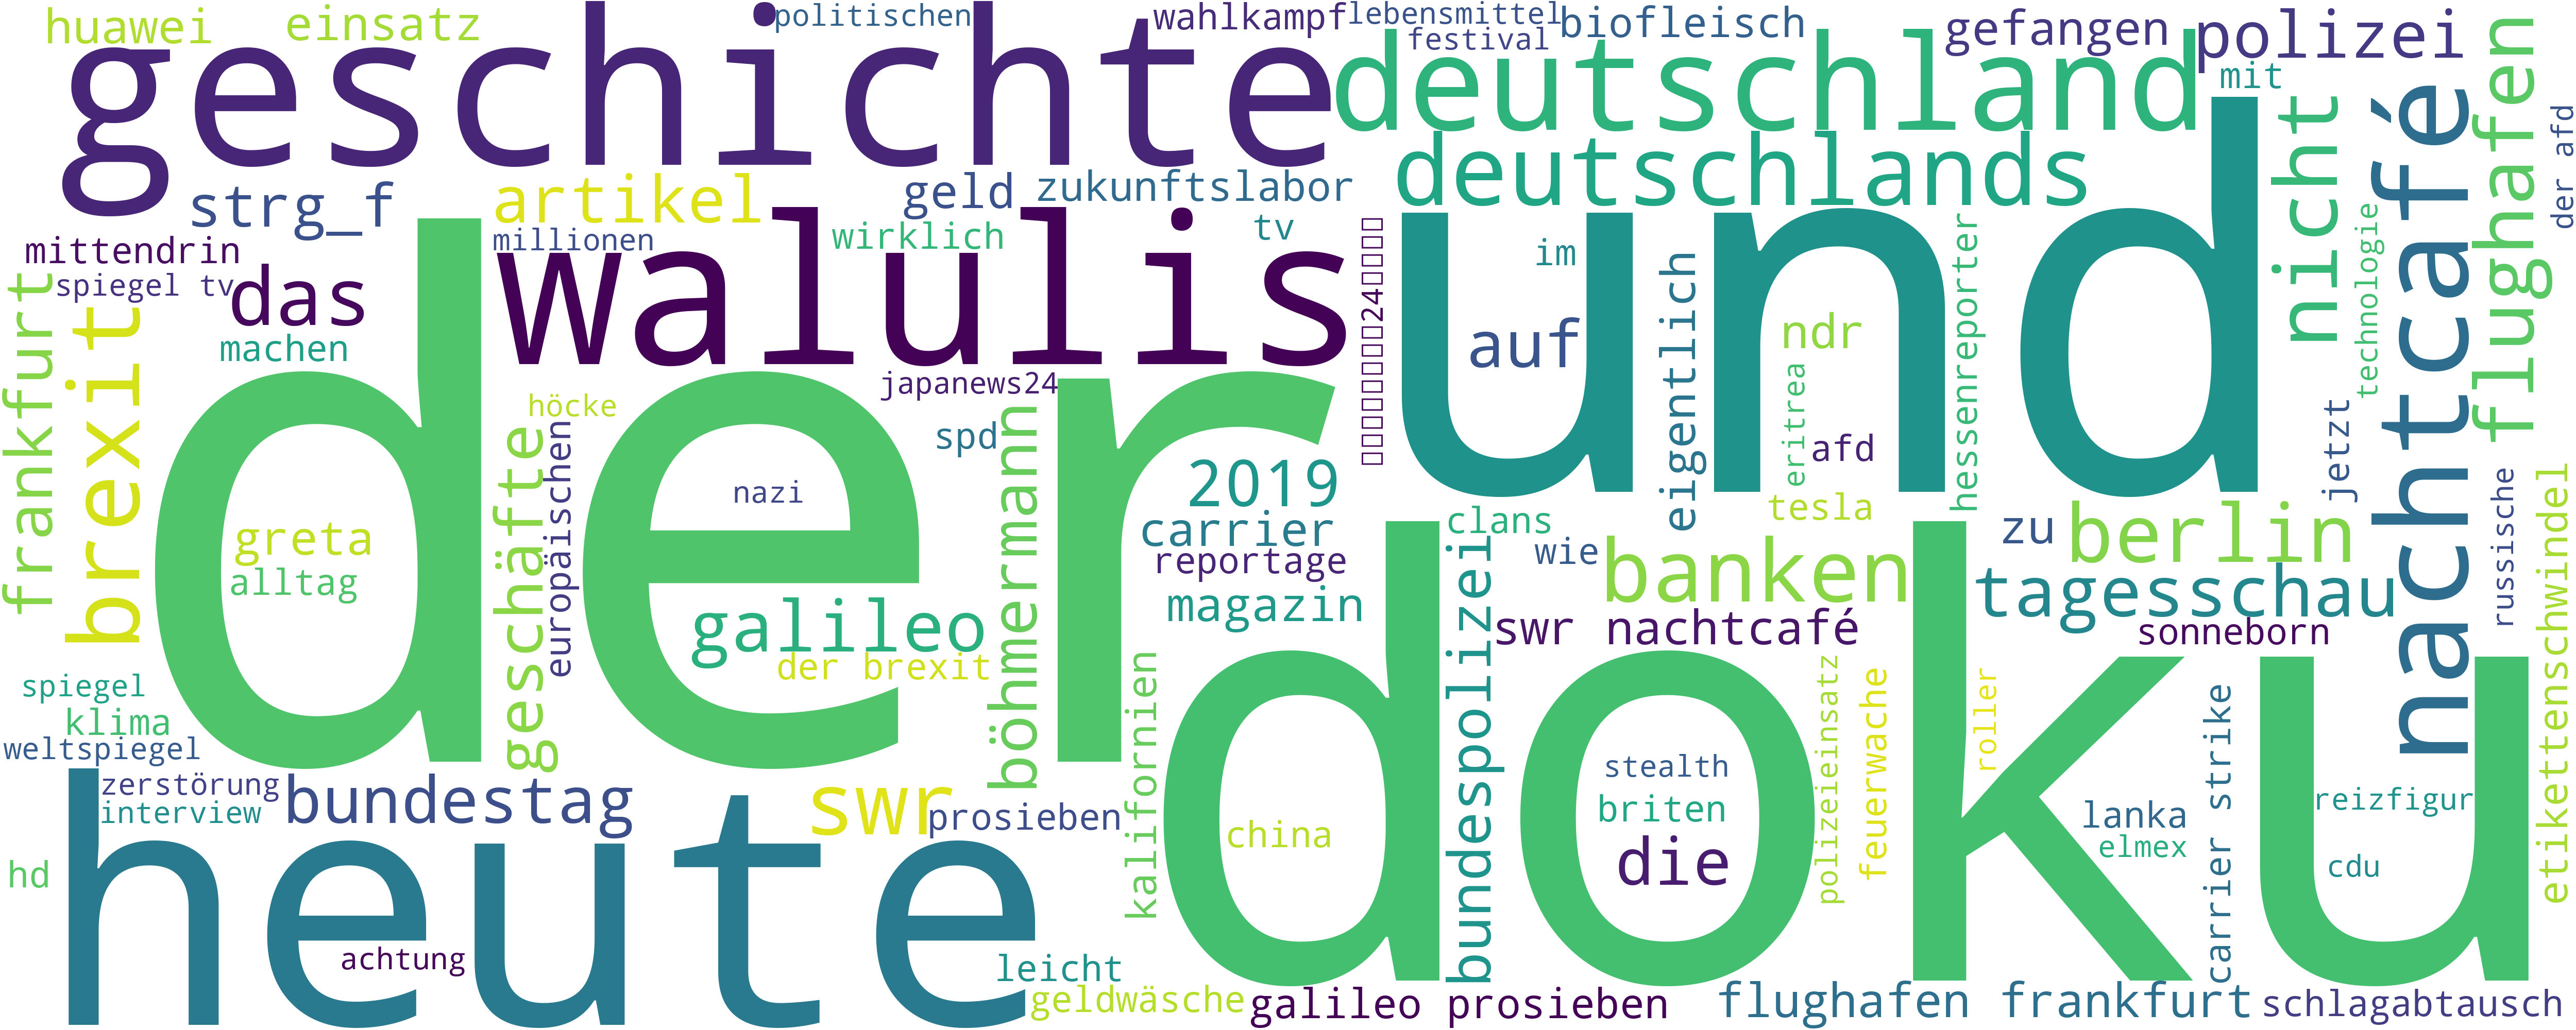 huawei
einsatz
geschichte
politischen
wahlkampf
lebensmittel
festival
biofleisch
gefangen
polizei
mit
deutschland
deutschlands
nicht
nachtcafé
flughafen
der afd
technologie
strg_f
artikel
geld
zukunftslabor
tv
mittendrin
spiegel tv
das
millionen
wirklich
walulis
und
im
auf
eigentlich
ndr
hessenreporter
eritrea
afd
tesla
jetzt
russische
etikettenschwindel
frankfurt
brexit
machen
der
höcke
europäischen
geschäfte
japanews24
spd
böhmermann
nazi
2019
carrier
reportage
magazin
clans
wie
banken
zu
berlin
tagesschau
swr nachtcafé
sonneborn
greta
alltag
galileo
der brexit
spiegel
klima
weltspiegel
zerstörung
interview
bundestag
swr
prosieben
kalifornien
doku
bundespolizei
china
stealth
briten
die
polizeieinsatz
feuerwache
roller
lanka
elmex
carrier strike
reizfigur
cdu
hd
heute
achtung
leicht
geldwäsche
galileo prosieben
flughafen frankfurt
schlagabtausch